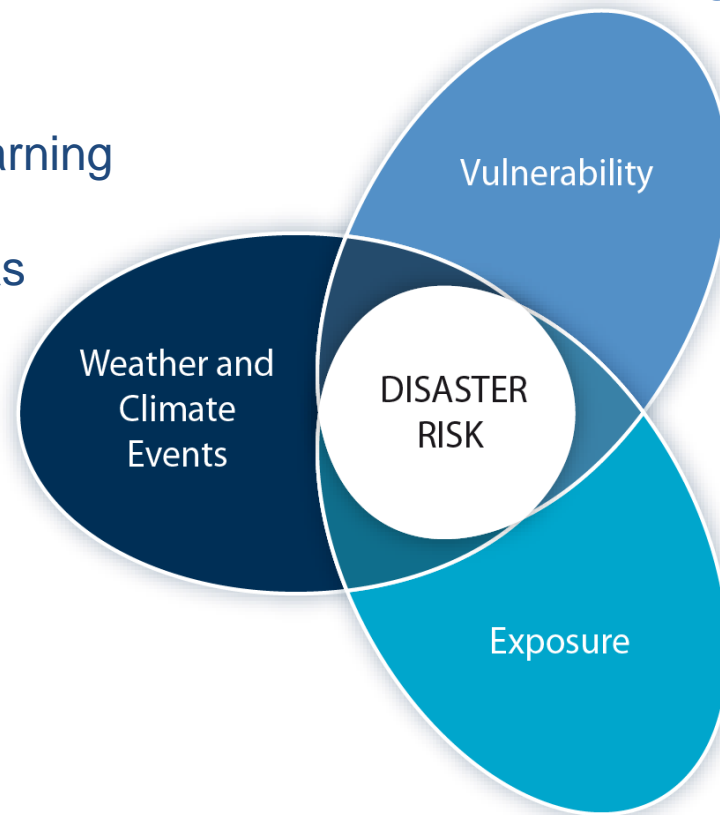 Vulnerability
Weather and
Climate
Events
DISASTER
RISK
Exposure